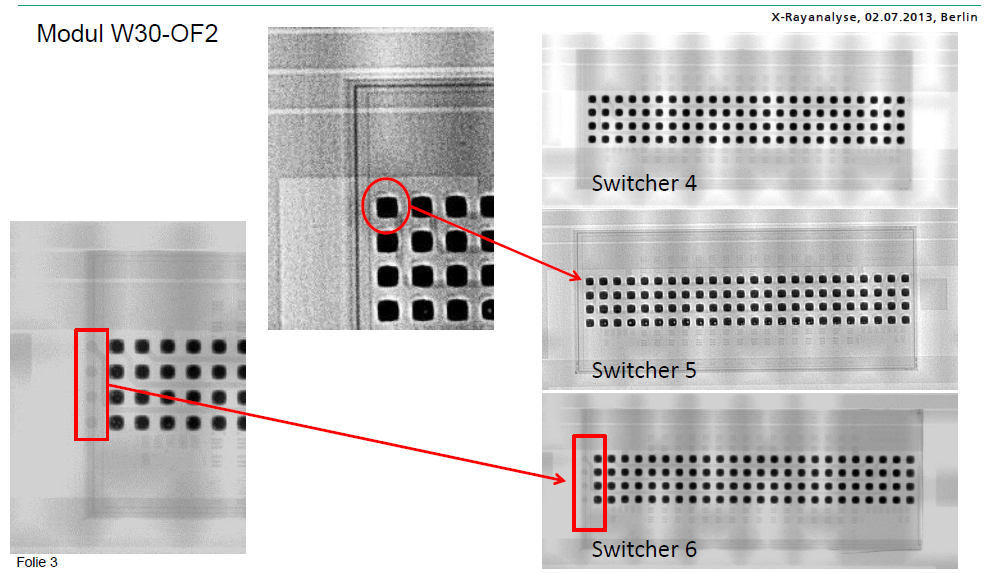 X-Rayanalyse, 02.07.2013, Berlin
Modul W30-OF2
Switcher 4
Switcher 5
Switcher 6
Folie 3